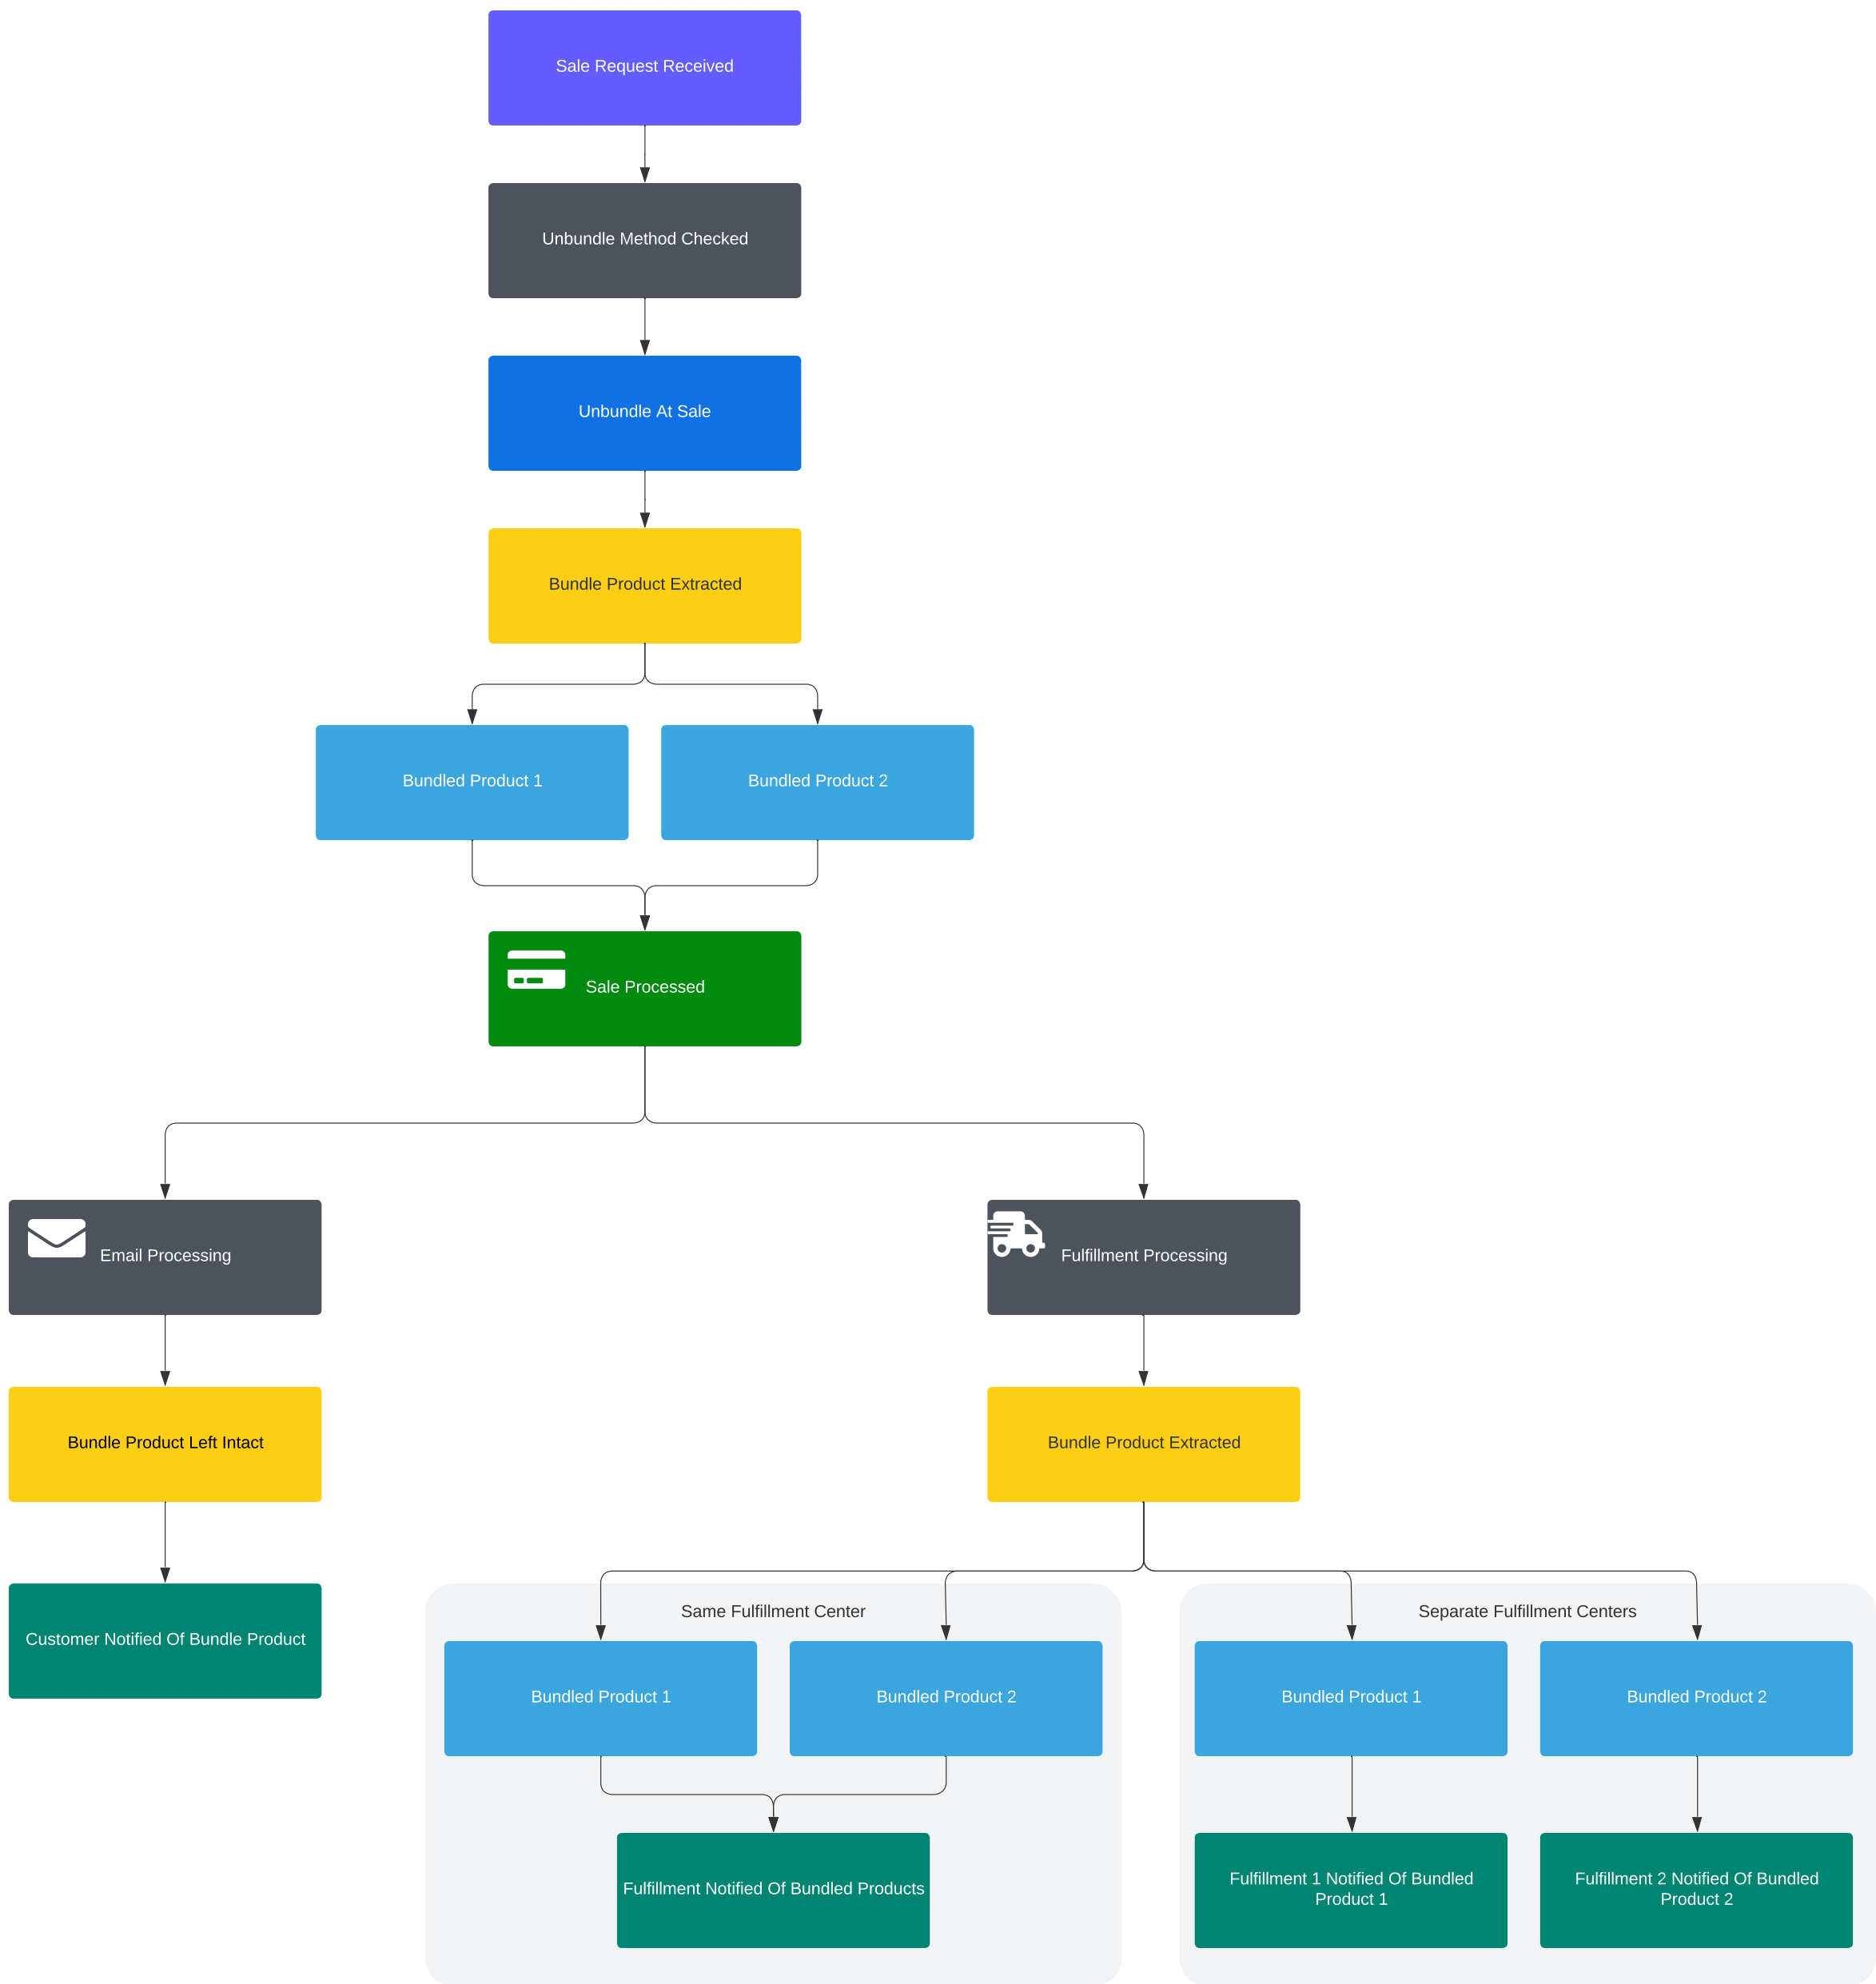 Sale Request Received
Unbundle Method Checked
Unbundle At Sale
Bundle Product Extracted
Bundled Product 1
Bundled Product 2
Sale Processed
Email Processing
Fulfillment Processing
Bundle Product Left Intact
Bundle Product Extracted
Customer Notified Of Bundle Product
Same Fulfillment Center
Bundled Product 1
Bundled Product 2
Fulfillment Notified Of Bundled Products
Separate Fulfillment Centers
Bundled Product 1
Bundled Product 2
Fulfillment 1 Notified Of Bundled
Product 1
Fulfillment 2 Notified Of Bundled
Product 2